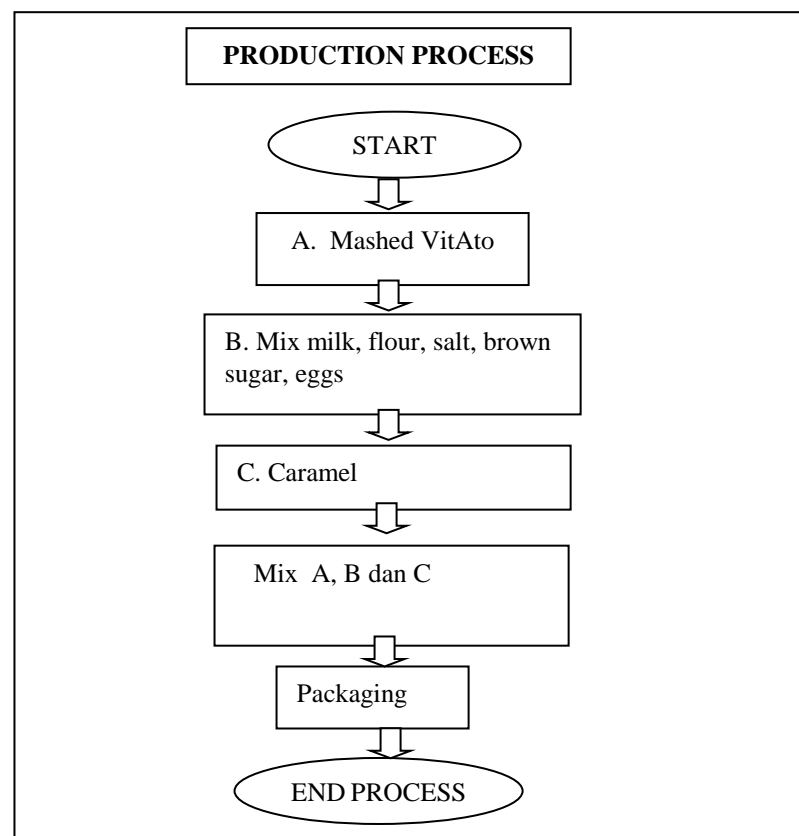 PRODUCTION PROCESS
START
A. Mashed VitAto
B. Mix milk, flour, salt, brown
sugar, eggs
C. Caramel
Mix A, B dan C
Packaging
END PROCESS